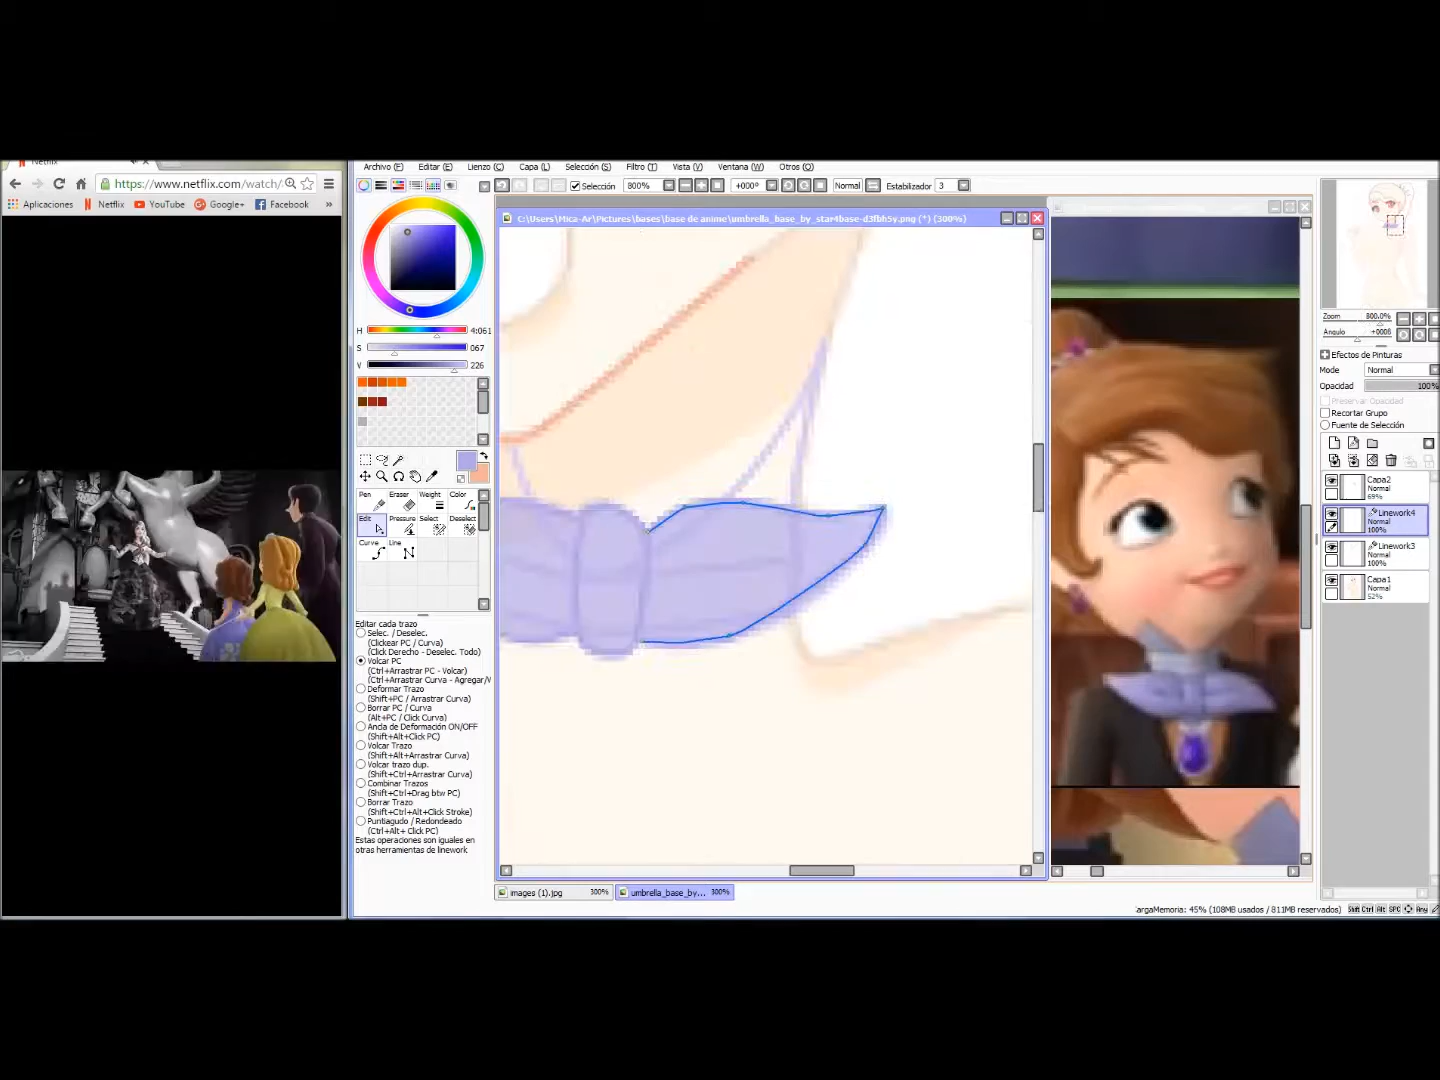 Netflix
https://www.netflix.com/watch/
Aplicaciones
Netflix
YouTube
Google+
Facebook
»
Archivo (F)
Editar (E)
Lienzo (C)
Capa (L)
Selección (S)
Filtro (T)
Vista (V)
Ventana (W)
Otros (O)
Selección
800%
+000º
Normal
Estabilizador
3
C:\Users\Mica-Ar\Pictures\bases\base de anime\umbrella_base_by_star4base-d3fbh5y.png (*) (300%)
H
4:061
S
067
V
226
Pen
Eraser
Weight
Color
Edit
Pressure
Select
Deselect
Curve
Line
Editar cada trazo
Selec. / Deselec.
(Clickear PC / Curva)
(Click Derecho - Deselec. Todo)
Volcar PC
(Ctrl+Arrastrar PC - Volcar)
(Ctrl+Arrastrar Curva - Agregar/V
Deformar Trazo
(Shift+PC / Arrastrar Curva)
Borrar PC / Curva
(Alt+PC / Click Curva)
Ancla de Deformación ON/OFF
(Shift+Alt+Click PC)
Volcar Trazo
(Shift+Alt+Arrastrar Curva)
Volcar trazo dup.
(Shift+Ctrl+Arrastrar Curva)
Combinar Trazos
(Shift+Ctrl+Drag btw PC)
Borrar Trazo
(Shift+Ctrl+Alt+Click Stroke)
Puntiagudo / Redondeado
(Ctrl+Alt+ Click PC)
Estas operaciones son iguales en
otras herramientas de linework
images (1).jpg
300%
umbrella_base_by...
300%
Zoom
800.0%
Angulo
+0008
Efectos de Pinturas
Mode
Normal
Opacidad
100%
Preservar Opacidad
Recortar Grupo
Fuente de Selección
Capa2
Normal
69%
Linework4
Normal
100%
Linework3
Normal
100%
Capa1
Normal
52%
argaMemoria: 45% (108MB usados / 811MB reservados)
Shift Ctrl Alt SPC Any